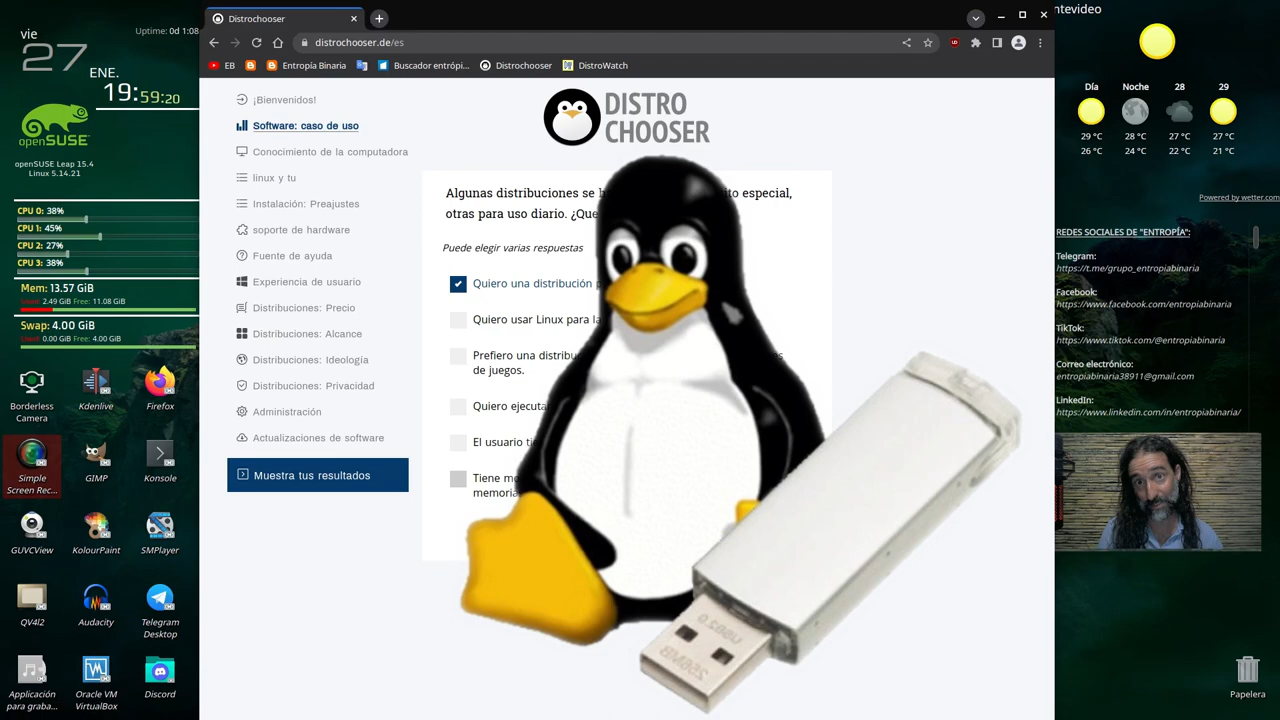 vie
27
ENE.
19:59:20
Uptime: 0d 1:08
openSUSE
openSUSE Leap 15.4
Linux 5.14.21
CPU 0: 38%
CPU 1: 45%
CPU 2: 27%
CPU 3: 38%
Mem: 13.57 GiB
Used: 2.49 GiB Free: 11.08 GiB
Swap: 4.00 GiB
Used: 0.00 GiB Free: 4.00 GiB
Borderless
Camera
Kdenlive
Firefox
Simple
Screen Rec...
GIMP
Konsole
GUVCView
KolourPaint
SMPlayer
QV4l2
Audacity
Telegram
Desktop
Aplicación
para graba...
Oracle VM
VirtualBox
Discord
Distrochooser
distrochooser.de/es
EB
Entropía Binaria
Buscador entrópi...
Distrochooser
DistroWatch
¡Bienvenidos!
Software: caso de uso
Conocimiento de la computadora
linux y tu
Instalación: Preajustes
soporte de hardware
Fuente de ayuda
Experiencia de usuario
Distribuciones: Precio
Distribuciones: Alcance
Distribuciones: Ideología
Distribuciones: Privacidad
Administración
Actualizaciones de software
Muestra tus resultados
DISTRO
CHOOSER
Algunas distribuciones se especial,
otras para uso diario.
Puede elegir varias respuestas
Quiero una distribución
Quiero usar Linux para
Prefiero una
de juegos.
Quiero
El usuario
Tiene
USB2.0
256MB
ntevideo
Día
Noche
28
29
29 °C
28 °C
27 °C
27 °C
26 °C
24 °C
22 °C
21 °C
Powered by wetter.com
REDES SOCIALES DE "ENTROPÍA":
Telegram:
https://t.me/grupo_entropiabinaria
Facebook:
https://www.facebook.com/entropiabinaria
TikTok:
https://www.tiktok.com/@entropiabinaria
Correo electrónico:
entropiabinaria38911@gmail.com
LinkedIn:
https://www.linkedin.com/in/entropiabinaria/
Papelera